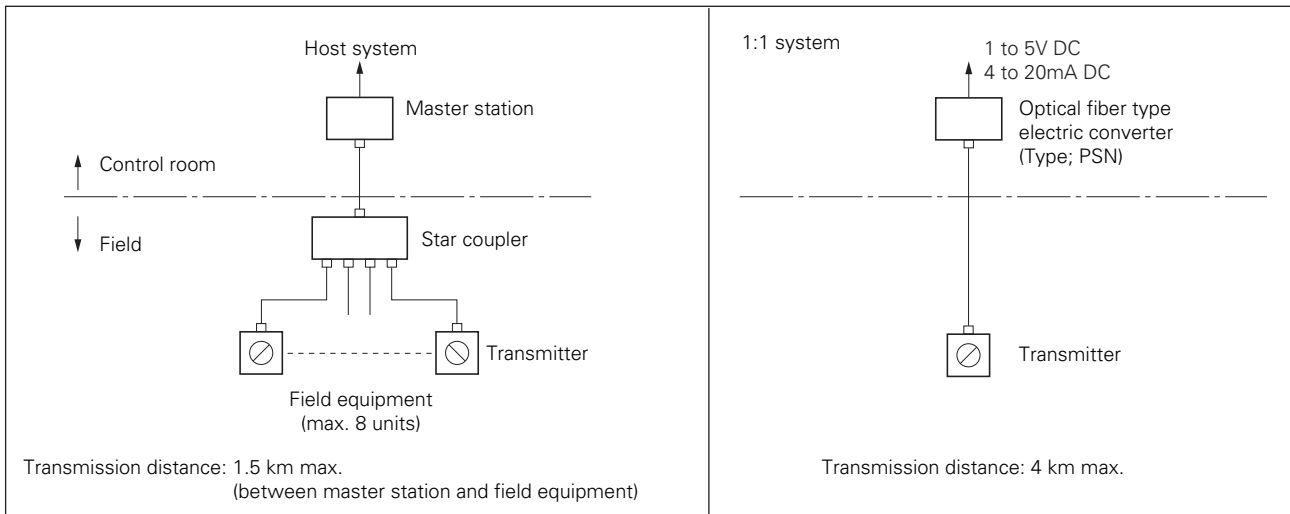 Host system
Master station
Control room
Field
Star coupler
Transmitter
Field equipment
(max. 8 units)
Transmission distance: 1.5 km max.
(between master station and field equipment)
1:1 system
1 to 5V DC
4 to 20mA DC
Optical fiber type
electric converter
(Type; PSN)
Transmitter
Transmission distance: 4 km max.